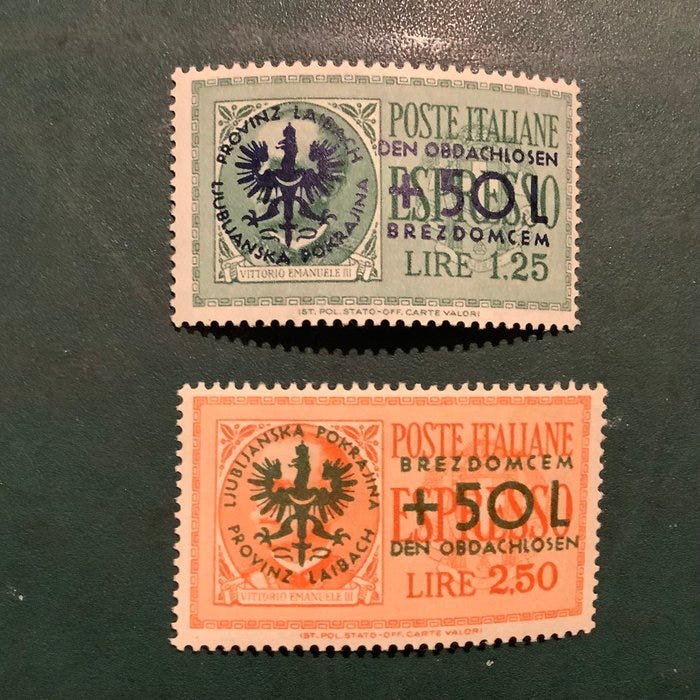 PROVINZ LAIBACH
LJUBLJANSKA POKRAJINA
VITTORIO EMANUELE III
POSTE ITALIANE
DEN OBDACHLOSEN
ESPRESSO
+50L
BREZDOMCEM
LIRE 1.25
IST. POL. STATO-OFF. CARTE VALORI
LJUBLJANSKA POKRAJINA
PROVINZ LAIBACH
VITTORIO EMANUELE III
POSTE ITALIANE
BREZDOMCEM
ESPRESSO
+50L
DEN OBDACHLOSEN
LIRE 2,50
IST. POL. STATO-OFF. CARTE VALORI